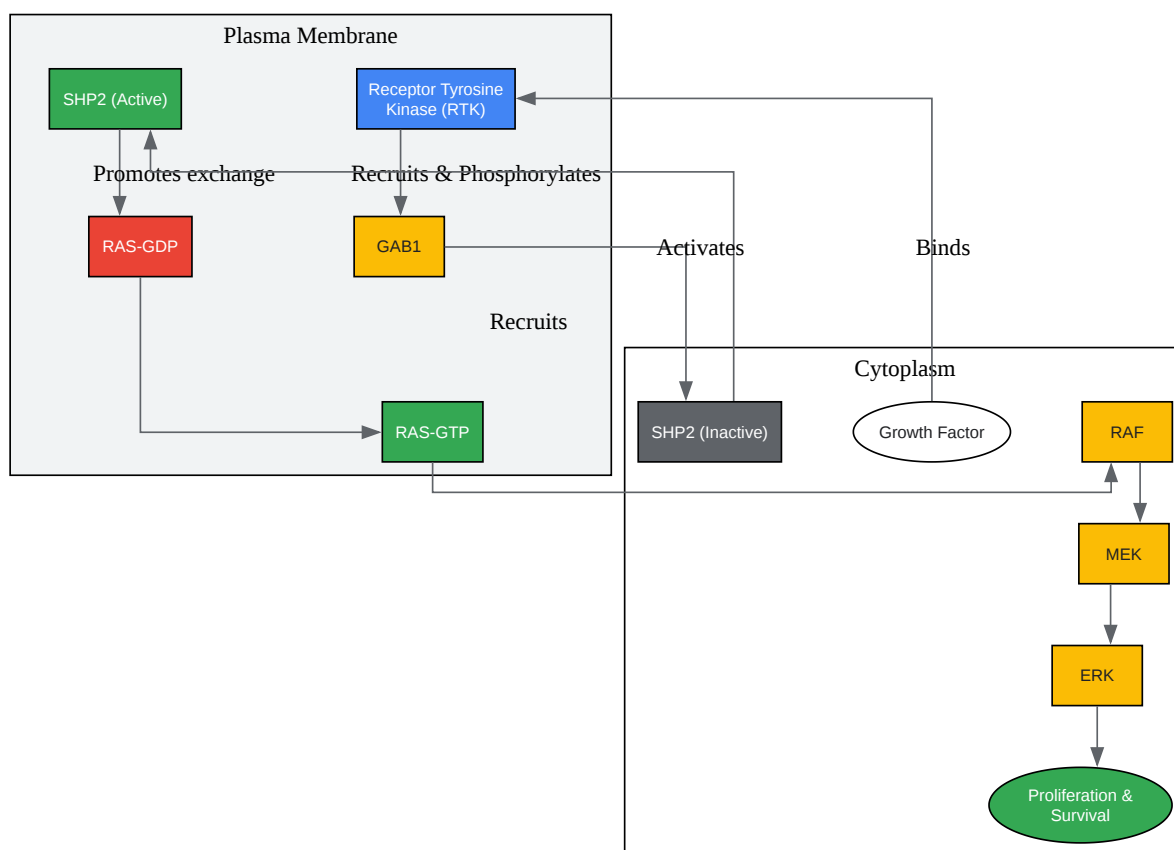 Plasma Membrane
SHP2 (Active)
Receptor Tyrosine
Kinase (RTK)
Promotes exchange
Recruits & Phosphorylates
RAS-GDP
GAB1
Activates
Binds
Recruits
Cytoplasm
RAS-GTP
SHP2 (Inactive)
Growth Factor
RAF
MEK
ERK
Proliferation &
Survival